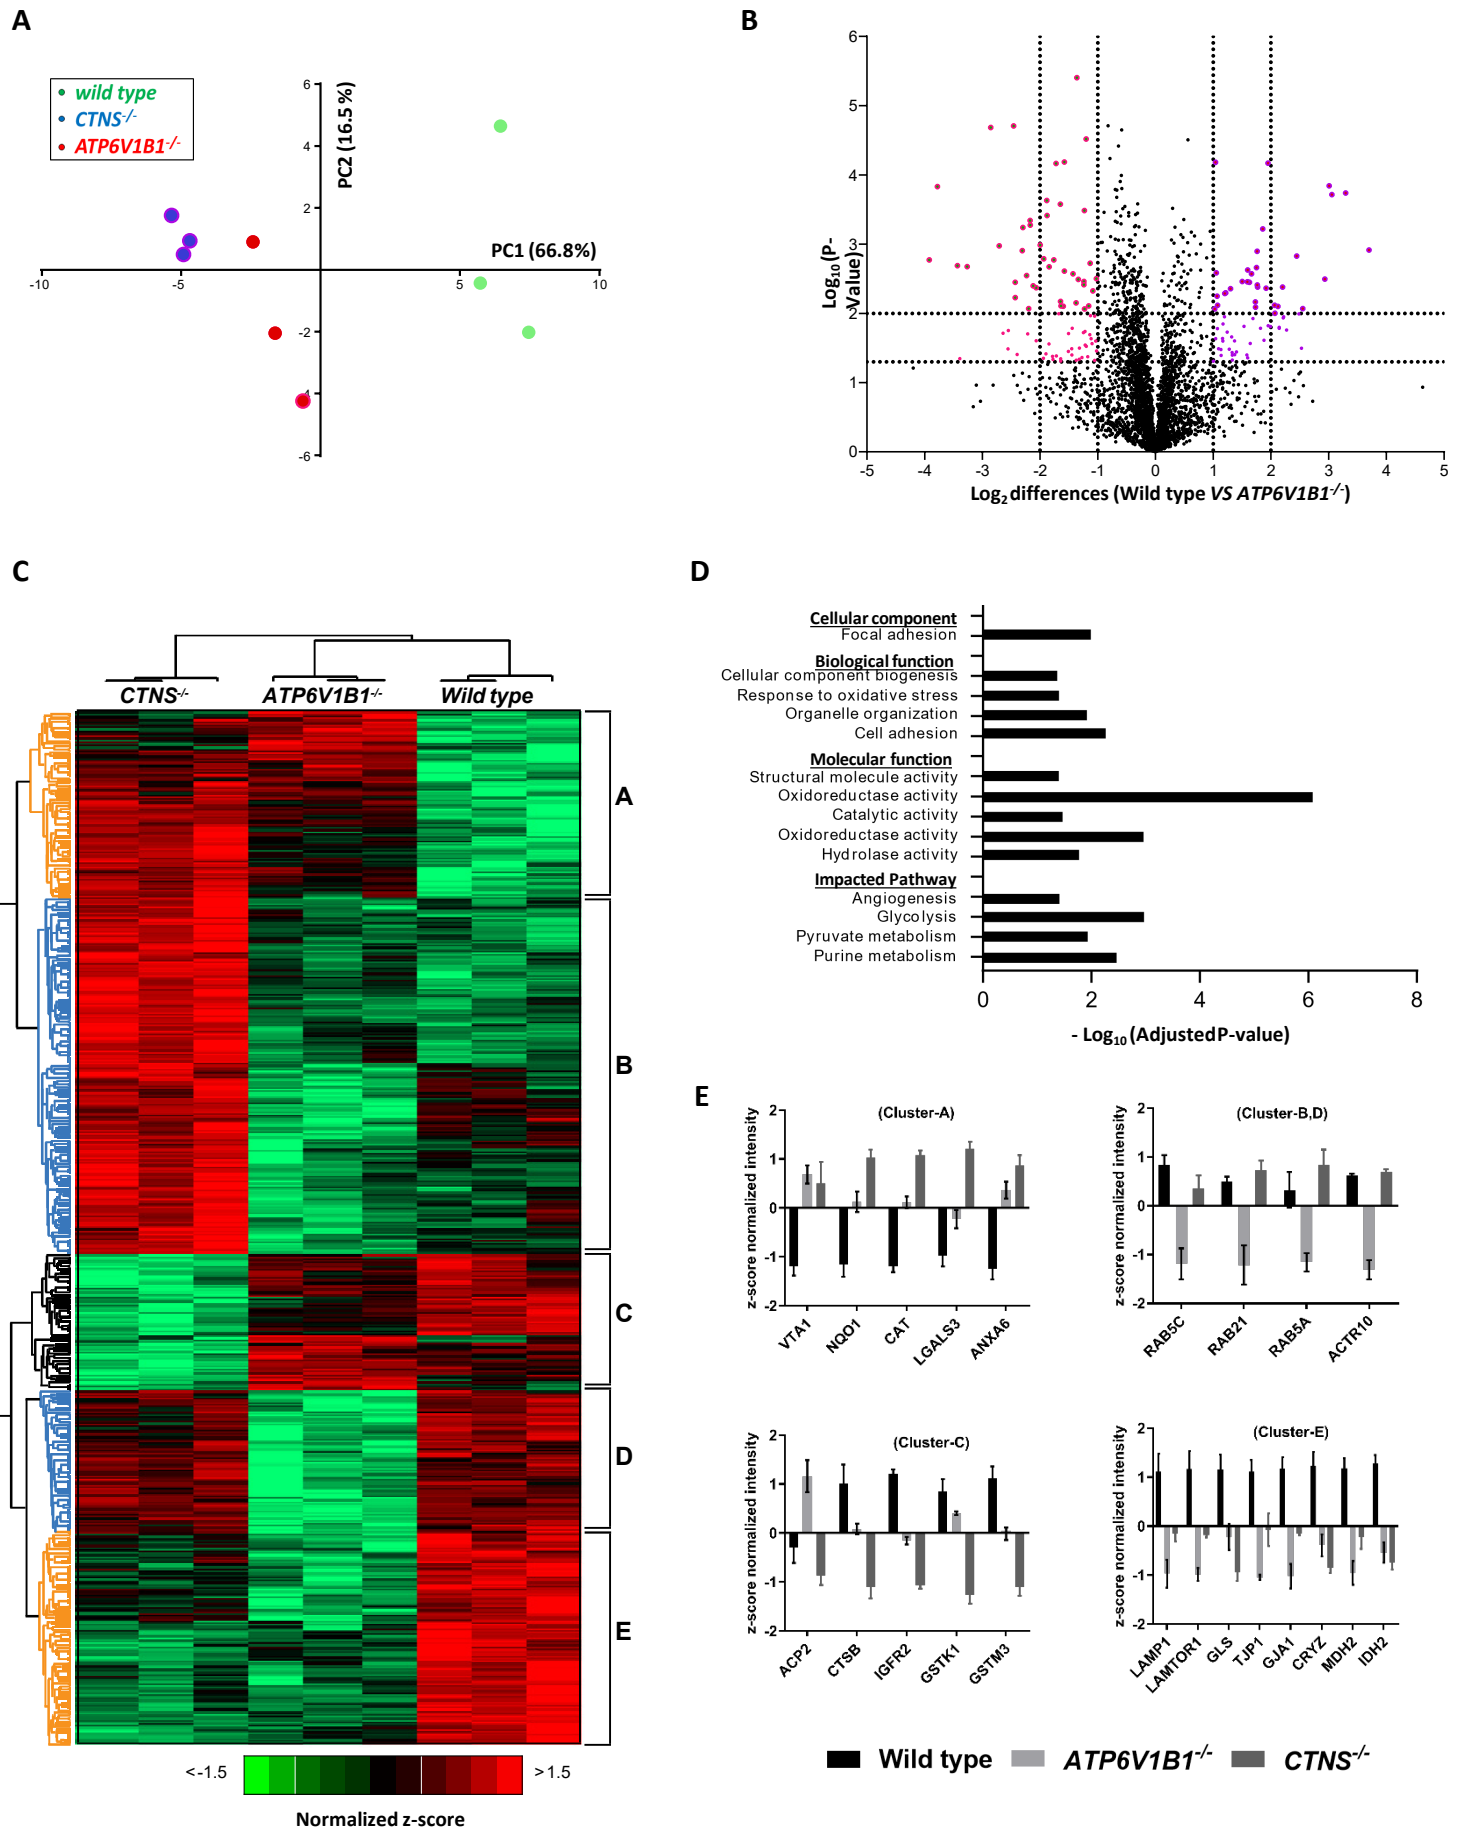 A
wild type
CTNS-/-
ATP6V1B1-/-
PC2 (16.5 %)
PC1 (66.8%)
6
4
2
-2
-4
-6
-10
-5
5
10
B
Log10 (P-Value)
6
5
4
3
2
1
0
-5 -4 -3 -2 -1 0 1 2 3 4 5
Log2 differences (Wild type VS ATP6V1B1-/-)
C
CTNS-/- ATP6V1B1-/- Wild type
A
B
C
D
E
<-1.5 >1.5
Normalized z-score
D
Cellular component
Focal adhesion
Biological function
Cellular component biogenesis
Response to oxidative stress
Organelle organization
Cell adhesion
Molecular function
Structural molecule activity
Oxidoreductase activity
Catalytic activity
Oxidoreductase activity
Hydrolase activity
Impacted Pathway
Angiogenesis
Glycolysis
Pyruvate metabolism
Purine metabolism
0 2 4 6 8
- Log10 (Adjusted P-value)
E
(Cluster-A)
z-score normalized intensity
2
1
0
-1
-2
VTA1 NQO1 CAT LGALS3 ANXA6
(Cluster-B,D)
z-score normalized intensity
2
1
0
-1
-2
RAB5C RAB21 RAB5A ACTR10
(Cluster-C)
z-score normalized intensity
2
1
0
-1
-2
ACP2 CTSB IGFR2 GSTK1 GSTM3
(Cluster-E)
z-score normalized intensity
2
1
0
-1
-2
LAMP1 LAMTOR1 GLS TJP1 GJA1 CRYZ MDH2 IDH2
Wild type ATP6V1B1-/- CTNS-/-